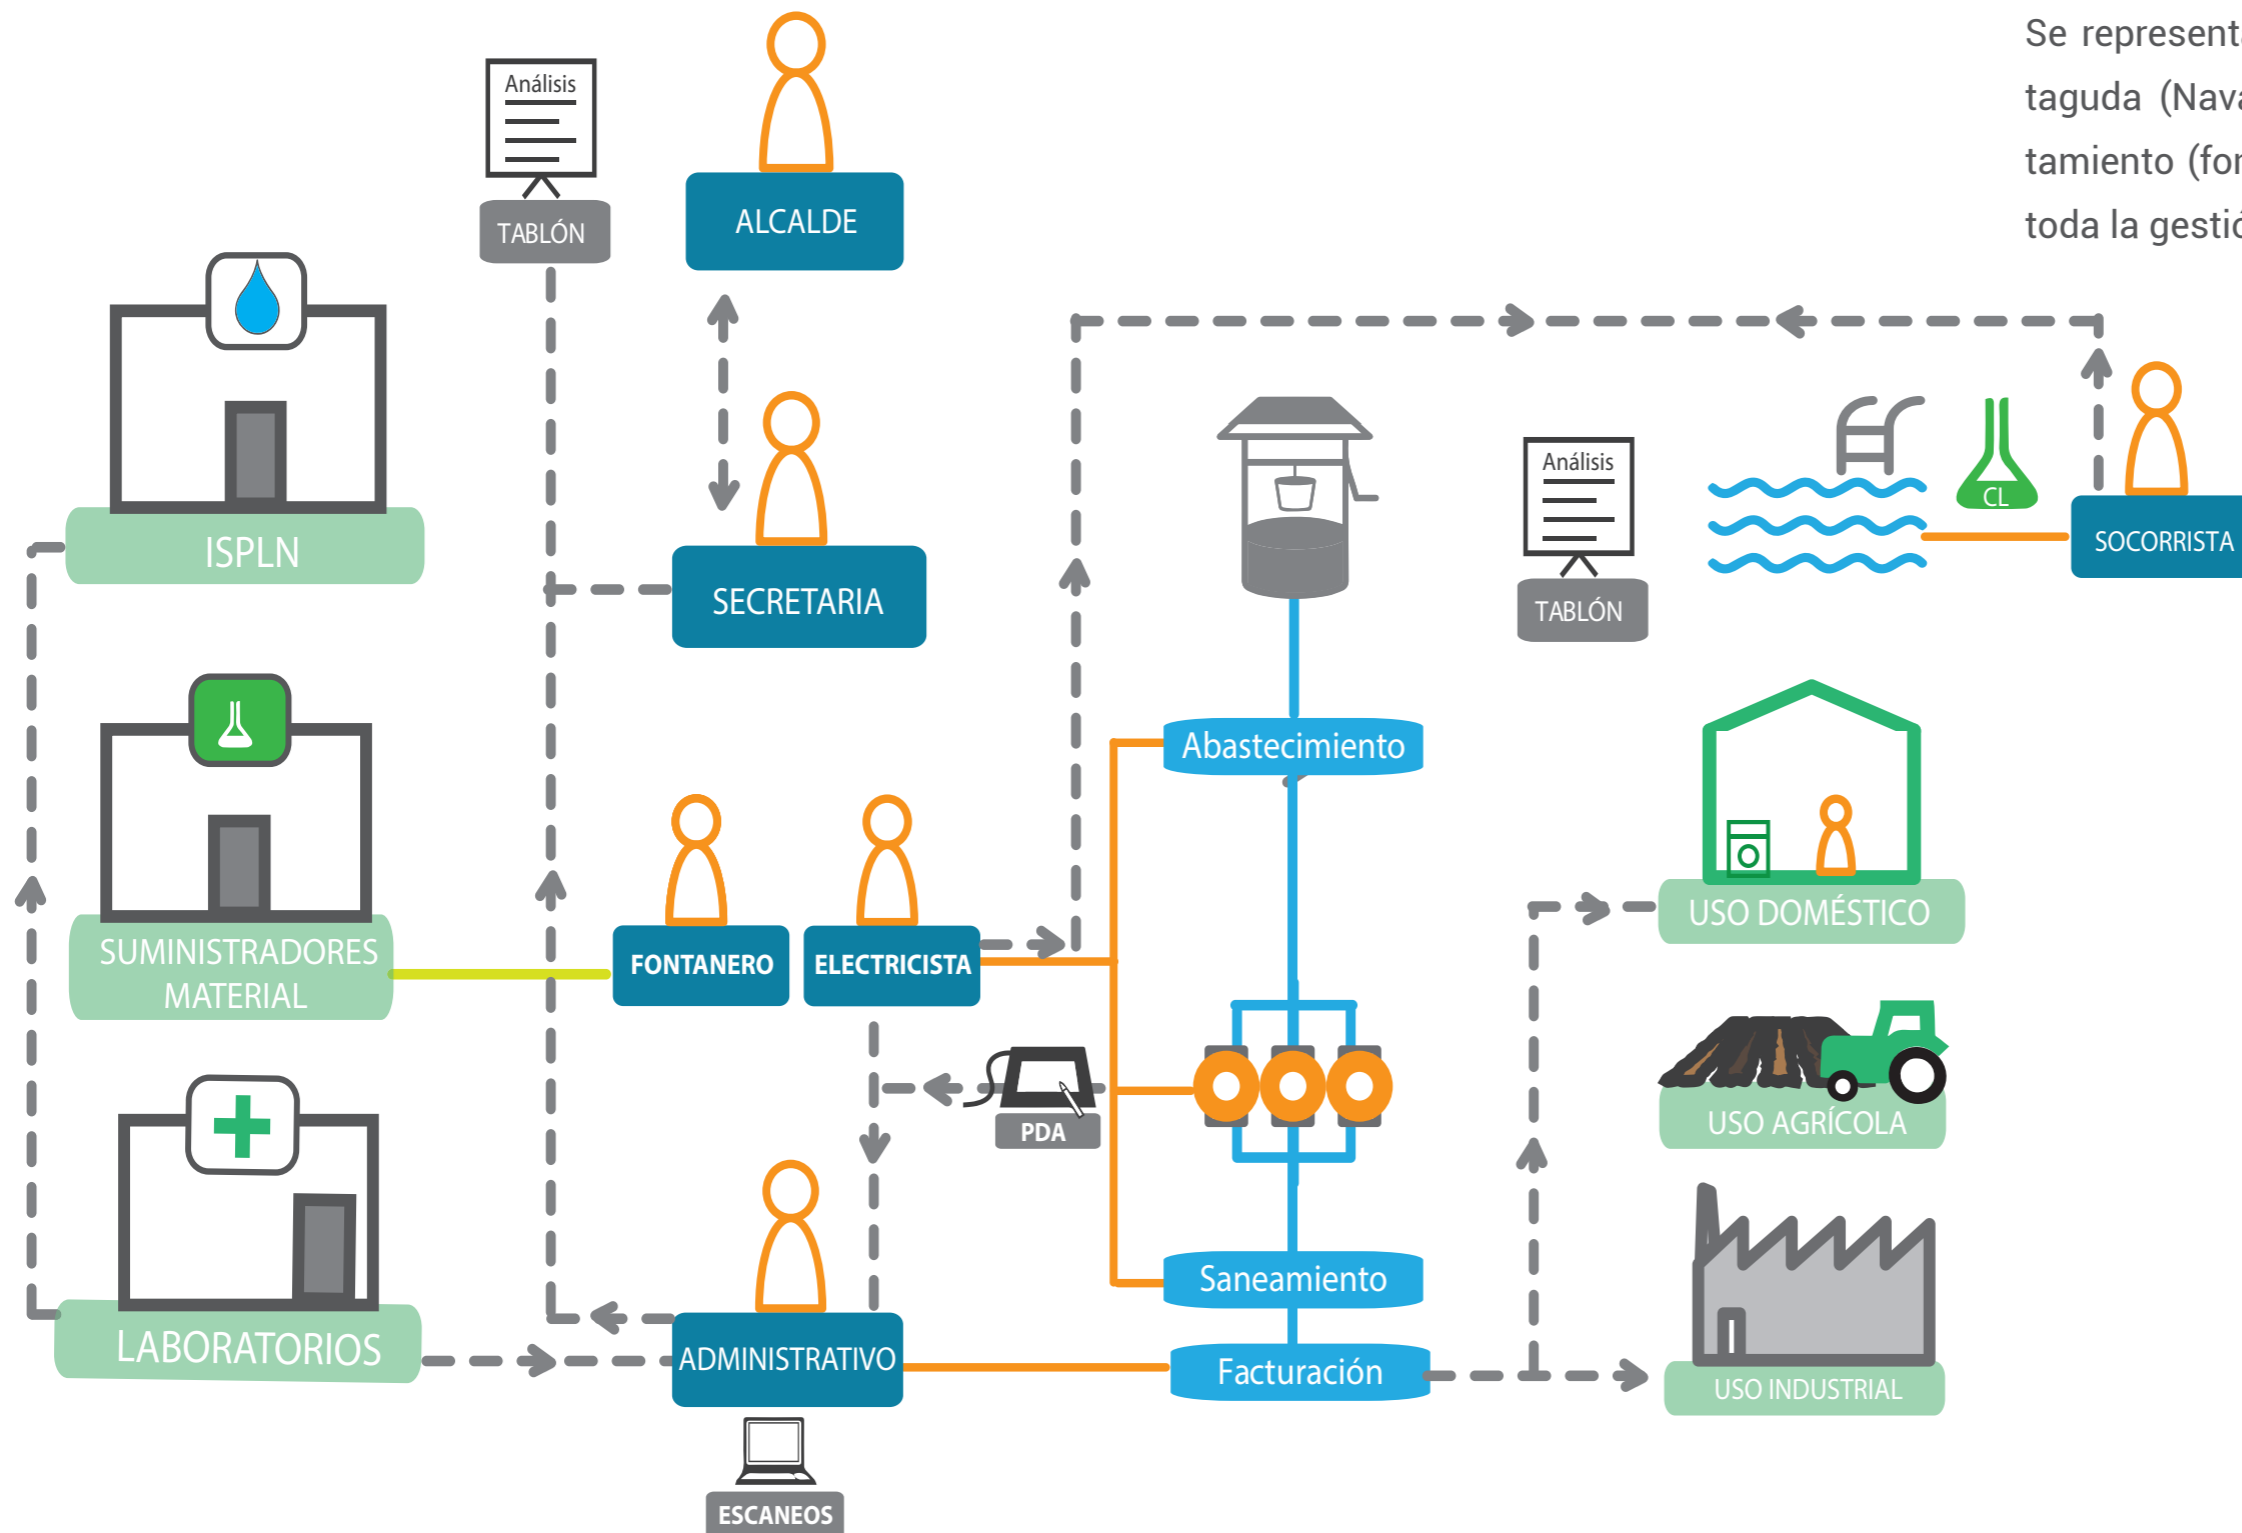 Se representa
taguda (Nava
tamiento (for
toda la gestió
Análisis
TABLÓN
ALCALDE
ISPLN
SECRETARIA
Análisis
TABLÓN
CL
SOCORRISTA
Abastecimiento
SUMINISTRADORES
MATERIAL
FONTANERO
ELECTRICISTA
USO DOMÉSTICO
PDA
USO AGRÍCOLA
Saneamiento
LABORATORIOS
ADMINISTRATIVO
Facturación
USO INDUSTRIAL
ESCANEOS